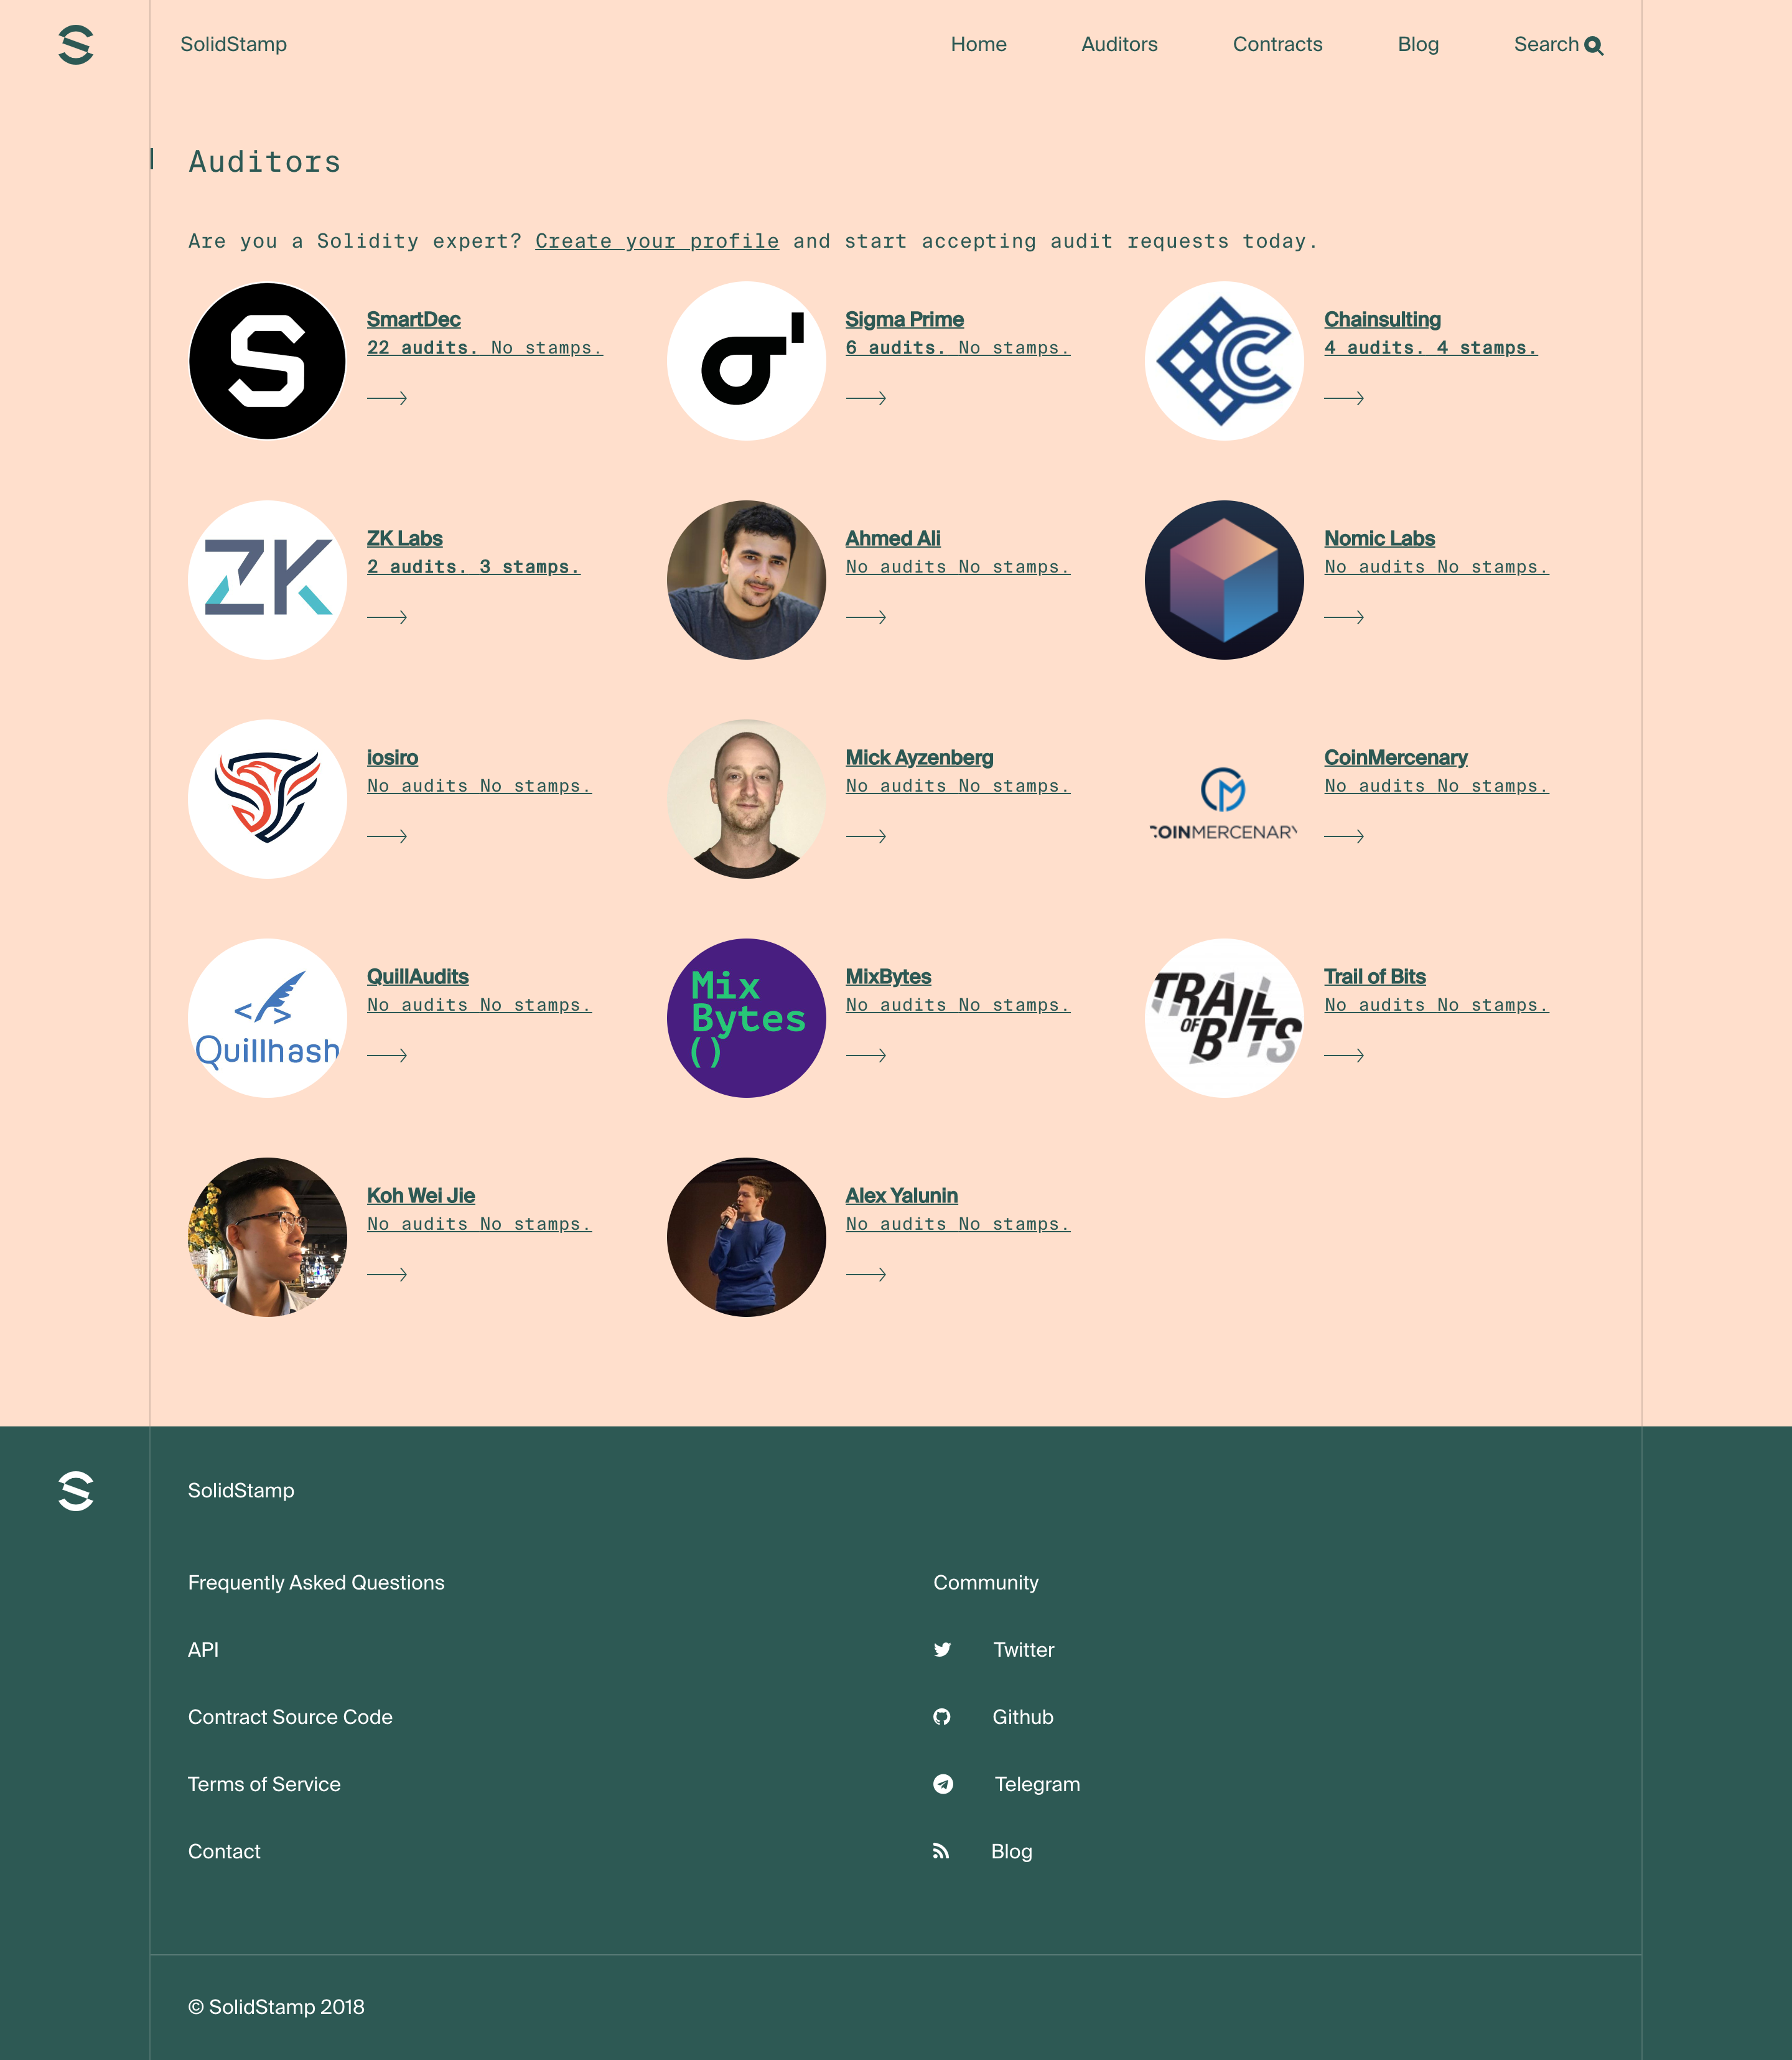 SolidStamp
Home
Auditors
Contracts
Blog
Search
Auditors
Are you a Solidity expert? Create your profile and start accepting audit requests today.
SmartDec
22 audits. No stamps.
Sigma Prime
6 audits. No stamps.
Chainsulting
4 audits. 4 stamps.
ZK
ZK Labs
2 audits. 3 stamps.
Ahmed Ali
No audits No stamps.
Nomic Labs
No audits No stamps.
iosiro
No audits No stamps.
Mick Ayzenberg
No audits No stamps.
COINMERCENARY
CoinMercenary
No audits No stamps.
< >
Quillhash
QuillAudits
No audits No stamps.
Mix
Bytes
()
MixBytes
No audits No stamps.
TRAIL
OF BITS
Trail of Bits
No audits No stamps.
Koh Wei Jie
No audits No stamps.
Alex Yalunin
No audits No stamps.
SolidStamp
Frequently Asked Questions
Community
API
Twitter
Contract Source Code
Github
Terms of Service
Telegram
Contact
Blog
© SolidStamp 2018